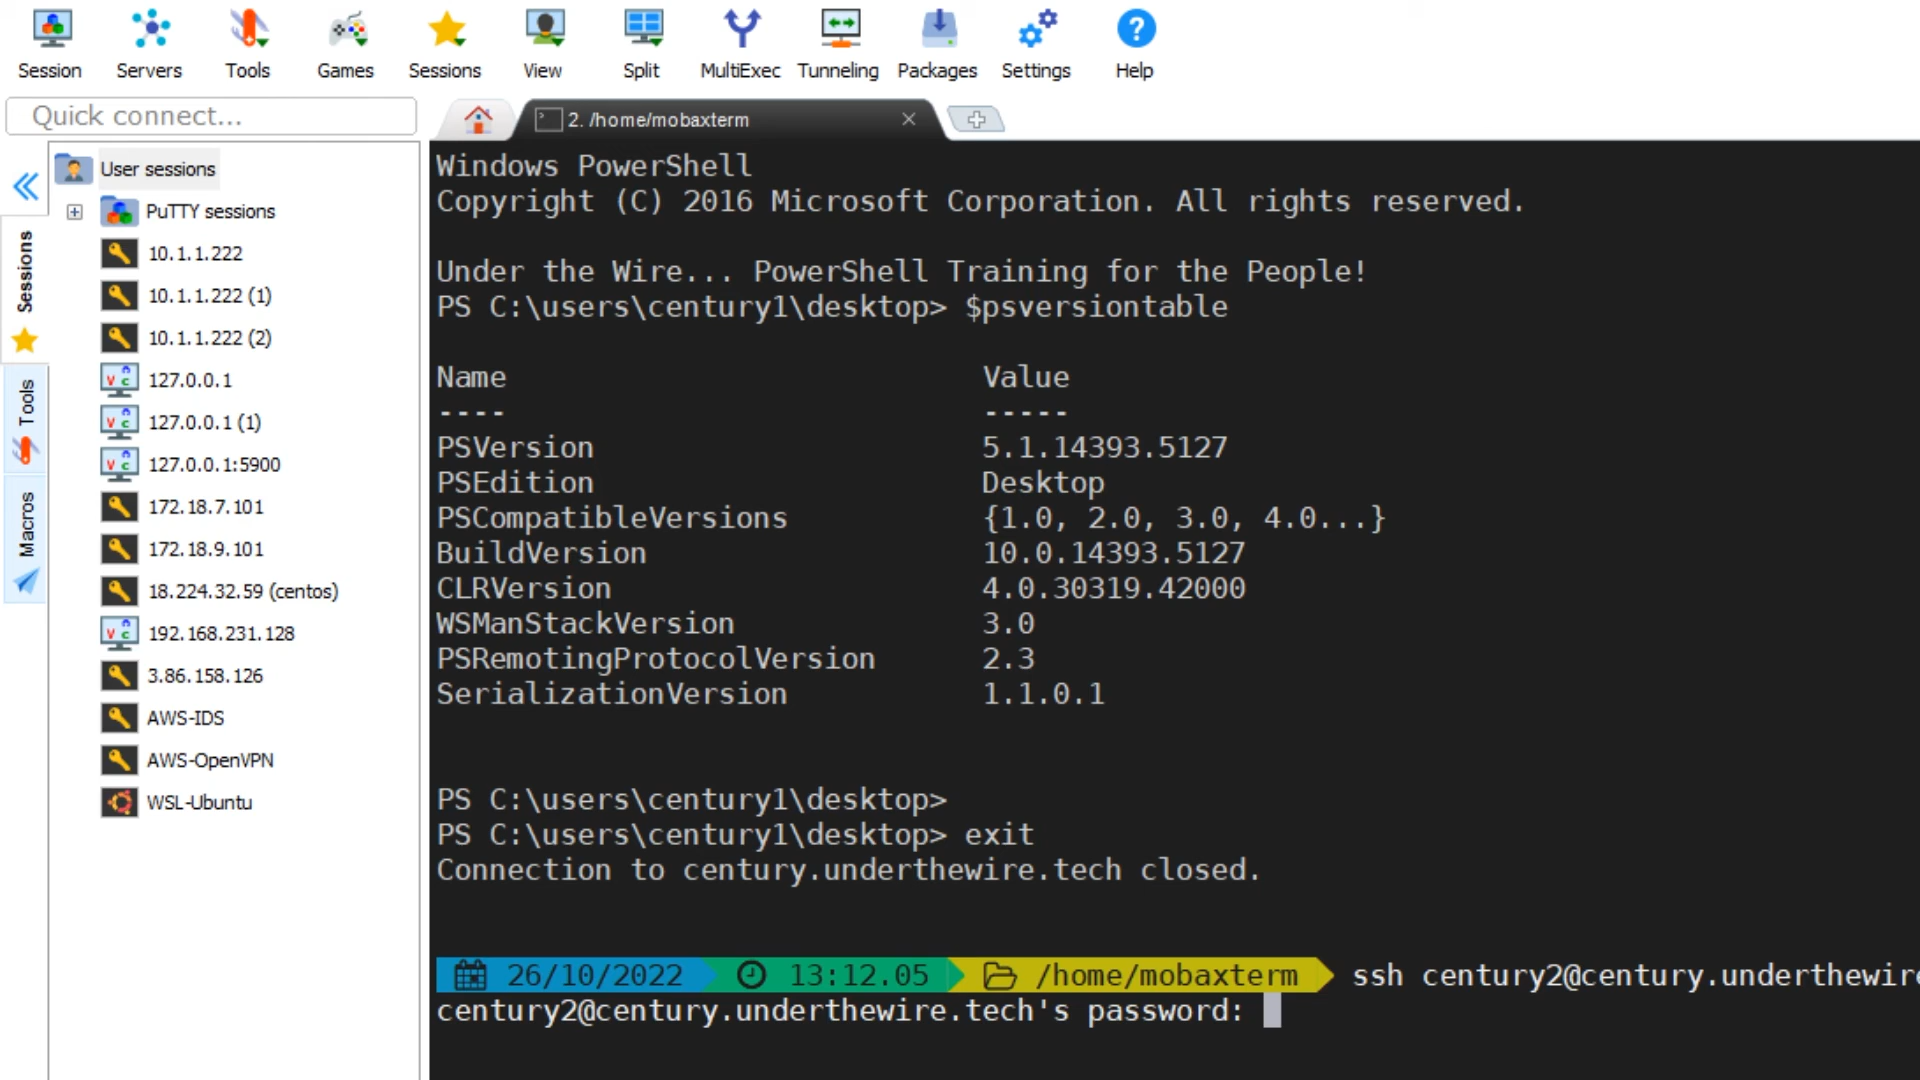 Session Servers Tools Games Sessions View Split MultiExec Tunneling Packages Settings Help
Quick connect...
2. /home/mobaxterm
User sessions
PuTTY sessions
10.1.1.222
10.1.1.222 (1)
10.1.1.222 (2)
127.0.0.1
127.0.0.1 (1)
127.0.0.1:5900
172.18.7.101
172.18.9.101
18.224.32.59 (centos)
192.168.231.128
3.86.158.126
AWS-IDS
AWS-OpenVPN
WSL-Ubuntu
Sessions
Tools
Macros
Windows PowerShell
Copyright (C) 2016 Microsoft Corporation. All rights reserved.
Under the Wire... PowerShell Training for the People!
PS C:\users\century1\desktop> $psversiontable
Name Value
---- -----
PSVersion 5.1.14393.5127
PSEdition Desktop
PSCompatibleVersions {1.0, 2.0, 3.0, 4.0...}
BuildVersion 10.0.14393.5127
CLRVersion 4.0.30319.42000
WSManStackVersion 3.0
PSRemotingProtocolVersion 2.3
SerializationVersion 1.1.0.1
PS C:\users\century1\desktop>
PS C:\users\century1\desktop> exit
Connection to century.underthewire.tech closed.
26/10/2022 13:12.05 /home/mobaxterm ssh century2@century.underthewire
century2@century.underthewire.tech's password: